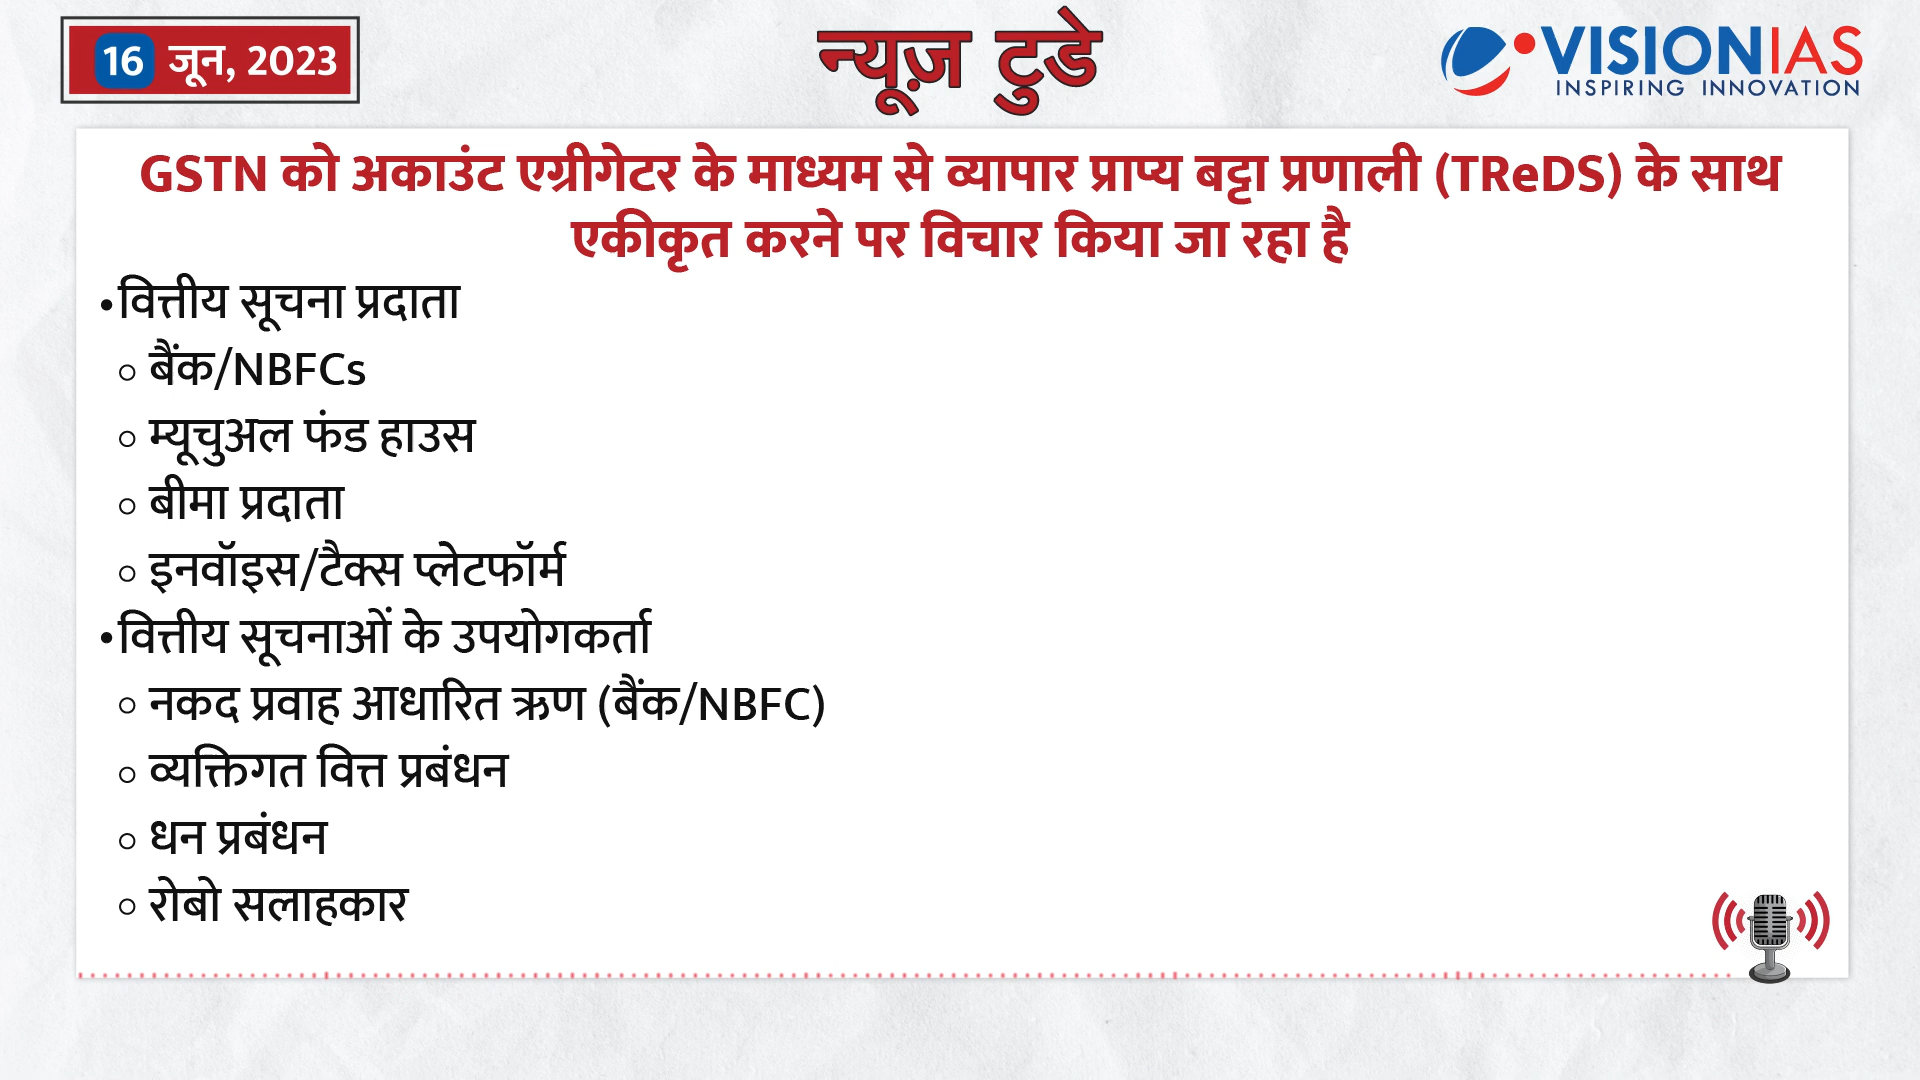 16 जून, 2023
न्यूज़ टुडे
VISIONIAS
INSPIRING INNOVATION
GSTN को अकाउंट एग्रीगेटर के माध्यम से व्यापार प्राप्य बट्टा प्रणाली (TReDS) के साथ
एकीकृत करने पर विचार किया जा रहा है
•वित्तीय सूचना प्रदाता
○ बैंक/NBFCs
○ म्यूचुअल फंड हाउस
○ बीमा प्रदाता
○ इनवॉइस/टैक्स प्लेटफॉर्म
•वित्तीय सूचनाओं के उपयोगकर्ता
○ नकद प्रवाह आधारित ऋण (बैंक/NBFC)
○ व्यक्तिगत वित्त प्रबंधन
○ धन प्रबंधन
○ रोबो सलाहकार